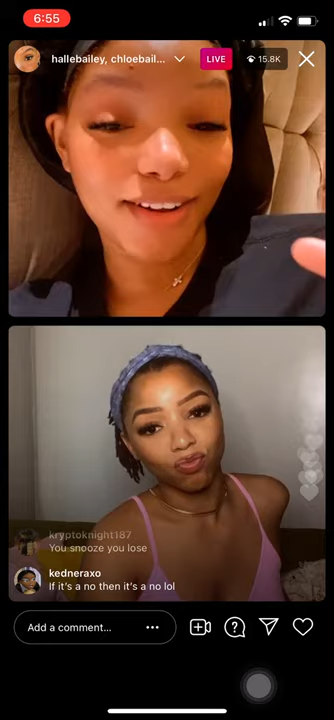 6:55
hallebailey, chloebail...
LIVE
15.8K
kryptoknight187
You snooze you lose
kedneraxo
If it's a no then it's a no lol
Add a comment...